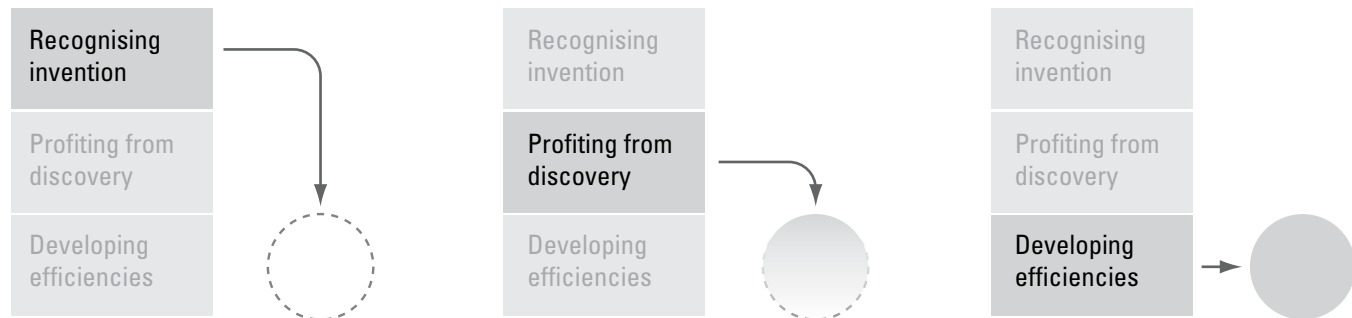 Recognising
invention
Profiting from
discovery
Developing
efficiencies
Recognising
invention
Profiting from
discovery
Developing
efficiencies
Recognising
invention
Profiting from
discovery
Developing
efficiencies